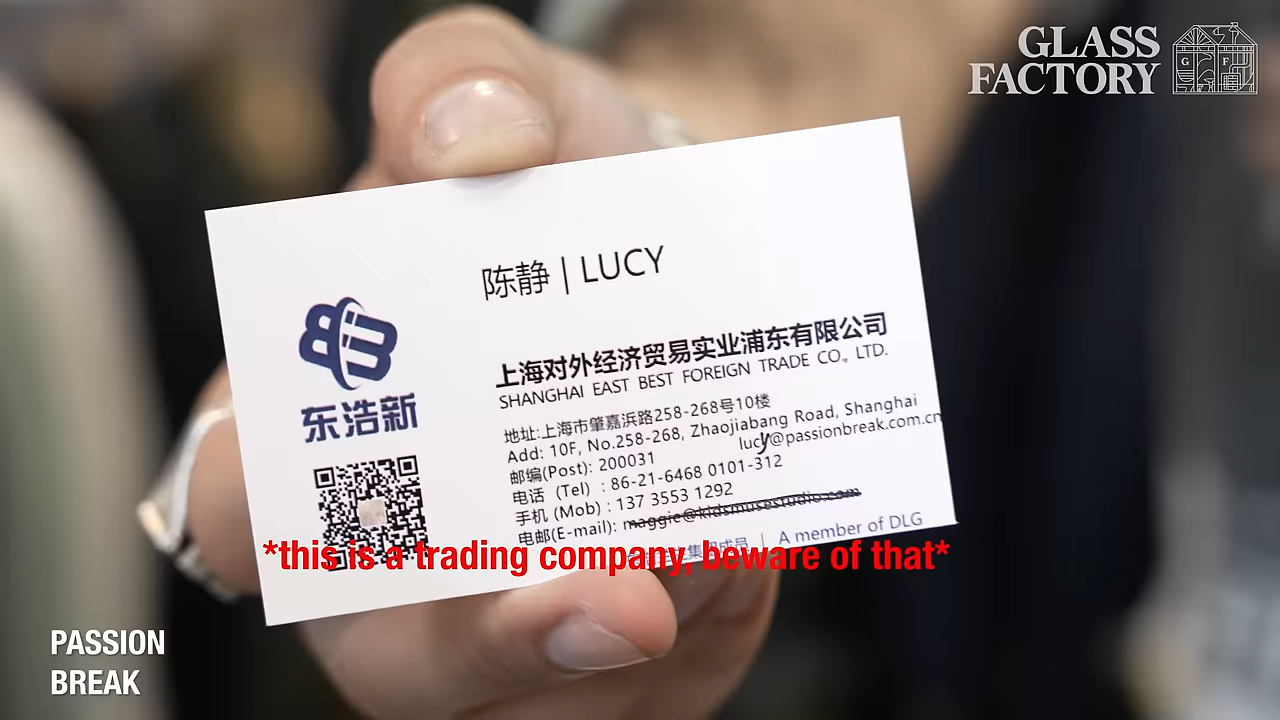 GLASS
FACTORY
G F
陈静 | LUCY
东浩新
上海对外经济贸易实业浦东有限公司
SHANGHAI EAST BEST FOREIGN TRADE CO., LTD.
地址:上海市肇嘉浜路258-268号10楼
Add: 10F, No.258-268, Zhaojiabang Road, Shanghai
邮编(Post): 200031
lucy@passionbreak.com.cn
电话 (Tel) : 86-21-6468 0101-312
手机 (Mob) : 137 3553 1292
电邮(E-mail): maggie@kidsmusestudio.com
集团成员 | A member of DLG
*this is a trading company, beware of that*
PASSION
BREAK